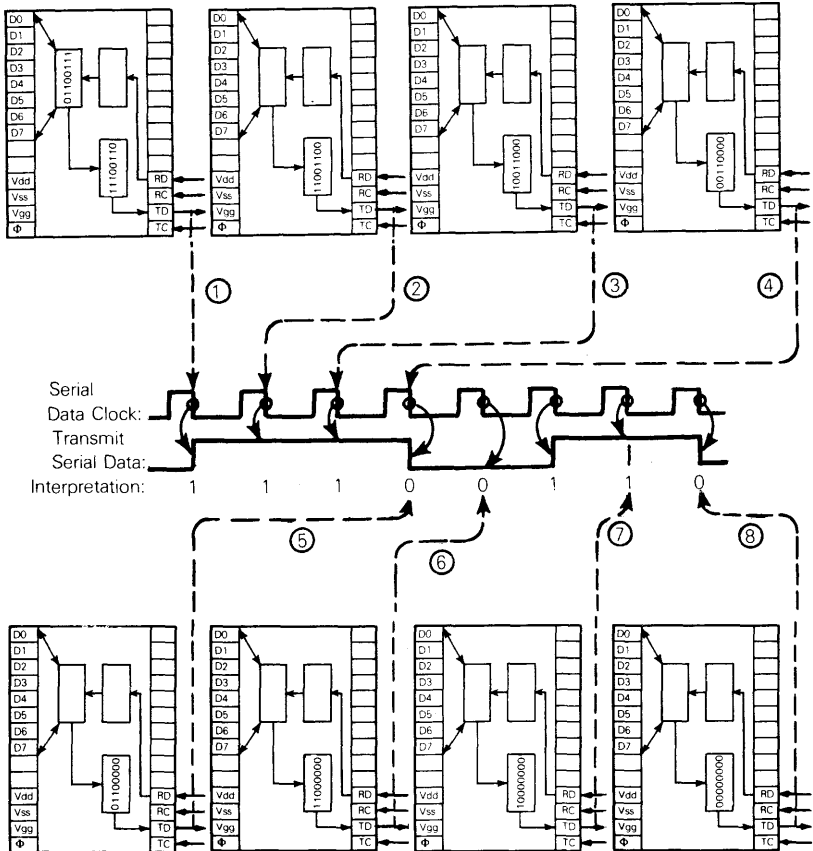 D0
D1
D2
D3
D4
D5
D6
D7
Vdd
Vss
Vgg
Φ
01100111
11100110
RD
RC
TD
TC
D0
D1
D2
D3
D4
D5
D6
D7
Vdd
Vss
Vgg
Φ
11001100
RD
RC
TD
TC
D0
D1
D2
D3
D4
D5
D6
D7
Vdd
Vss
Vgg
Φ
10011000
RD
RC
TD
TC
D0
D1
D2
D3
D4
D5
D6
D7
Vdd
Vss
Vgg
Φ
00110000
RD
RC
TD
TC
1 2 3 4
Serial
Data Clock:
Transmit
Serial Data:
Interpretation: 1 1 1 0 0 1 1 0
5 6 7 8
D0
D1
D2
D3
D4
D5
D6
D7
Vdd
Vss
Vgg
Φ
01100000
RD
RC
TD
TC
D0
D1
D2
D3
D4
D5
D6
D7
Vdd
Vss
Vgg
Φ
11000000
RD
RC
TD
TC
D0
D1
D2
D3
D4
D5
D6
D7
Vdd
Vss
Vgg
Φ
10000000
RD
RC
TD
TC
D0
D1
D2
D3
D4
D5
D6
D7
Vdd
Vss
Vgg
Φ
00000000
RD
RC
TD
TC